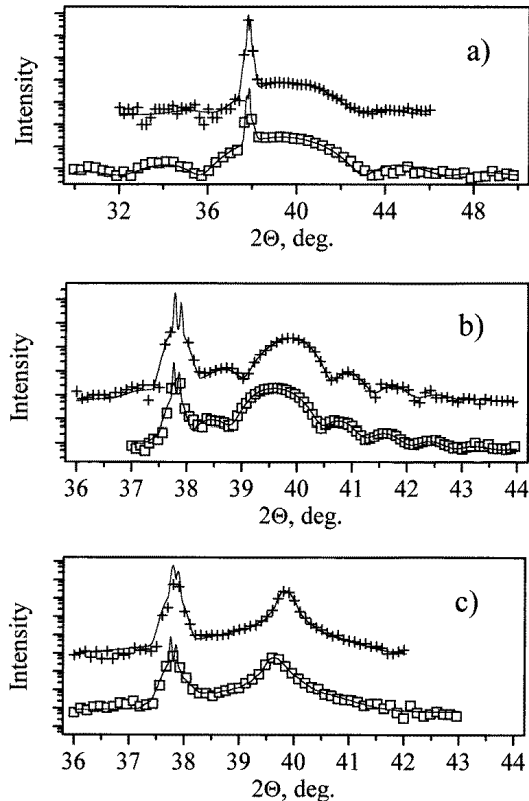 a)
Intensity
32 36 40 44 48
2Θ, deg.
b)
Intensity
36 37 38 39 40 41 42 43 44
2Θ, deg.
c)
Intensity
36 37 38 39 40 41 42 43 44
2Θ, deg.